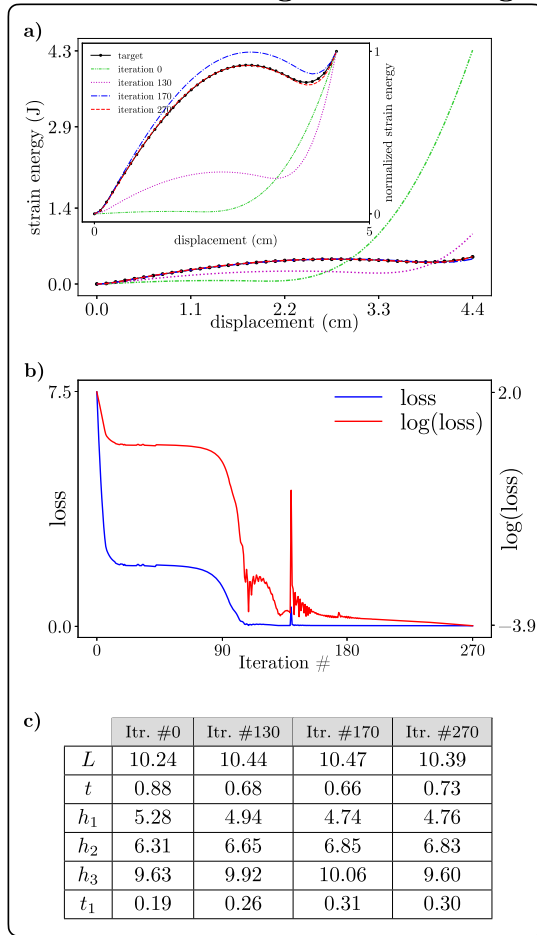 a)
4.3
2.9
1.4
0.0
strain energy (J)
target
iteration 0
iteration 130
iteration 170
iteration 270
1
0
normalized strain energy
0
5
displacement (cm)
0.0
1.1
2.2
3.3
4.4
displacement (cm)
b)
7.5
0.0
loss
loss
log(loss)
2.0
−3.9
log(loss)
0
90
180
270
Iteration #
c)
Itr. #0 Itr. #130 Itr. #170 Itr. #270
L 10.24 10.44 10.47 10.39
t 0.88 0.68 0.66 0.73
h₁ 5.28 4.94 4.74 4.76
h₂ 6.31 6.65 6.85 6.83
h₃ 9.63 9.92 10.06 9.60
t₁ 0.19 0.26 0.31 0.30